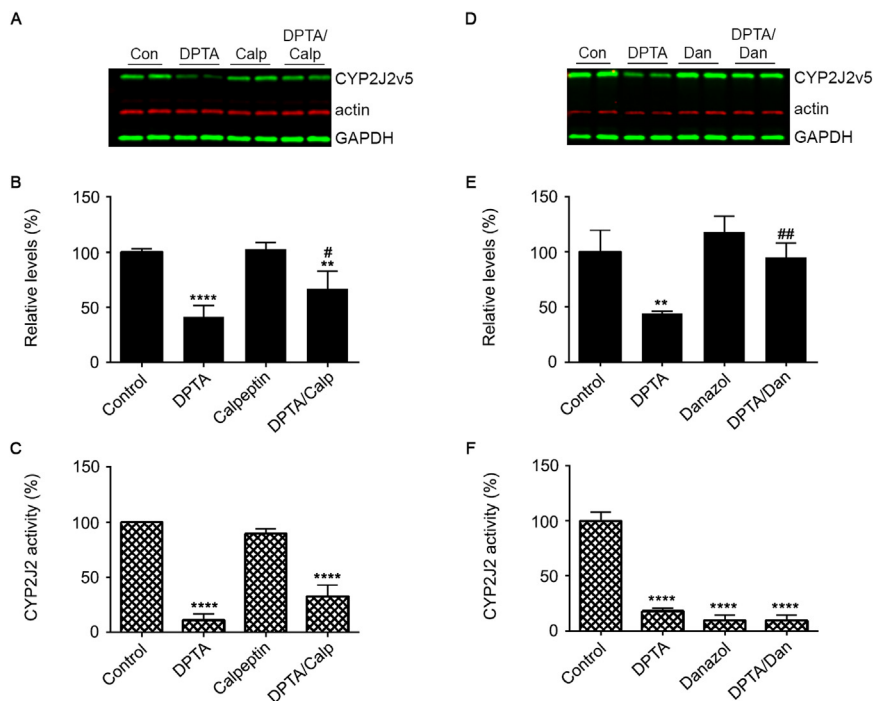 A
Con DPTA Calp DPTA/
Calp
CYP2J2v5
actin
GAPDH
B
Relative levels (%)
150
100
50
0
****
#
**
Control DPTA Calpeptin DPTA/Calp
C
CYP2J2 activity (%)
150
100
50
0
****
****
Control DPTA Calpeptin DPTA/Calp
D
Con DPTA Dan DPTA/
Dan
CYP2J2v5
actin
GAPDH
E
Relative levels (%)
150
100
50
0
**
##
Control DPTA Danazol DPTA/Dan
F
CYP2J2 activity (%)
150
100
50
0
**** **** ****
Control DPTA Danazol DPTA/Dan